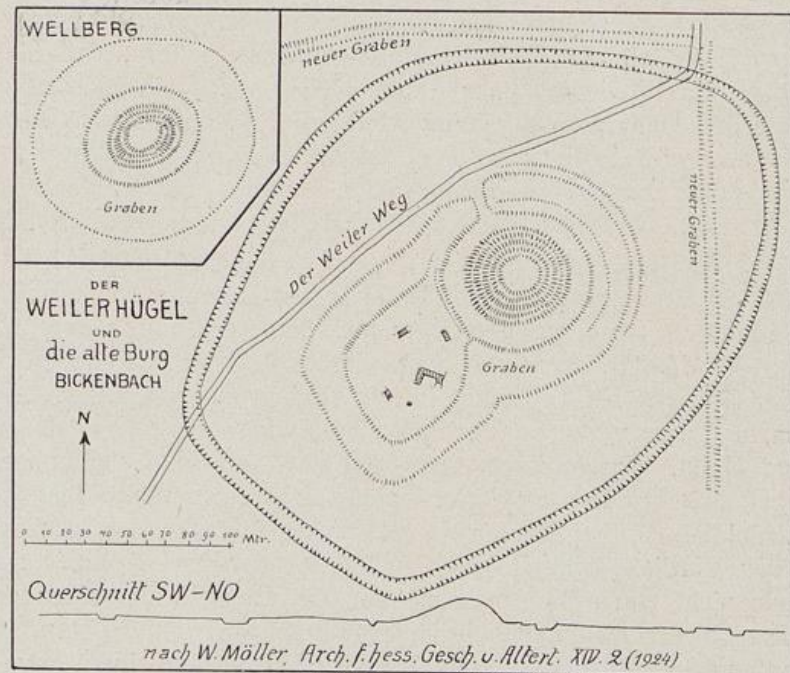 WELLBERG
Graben
neuer Graben
neuer Graben
Der Weiler Weg
Graben
DER
WEILER HÜGEL
UND
die alte Burg
BICKENBACH
N
0 10 20 30 40 50 60 70 80 90 100 Mtr.
Querschnitt SW–NO
nach W. Möller, Arch. f. hess. Gesch. u. Altert. XIV. 2 (1924)